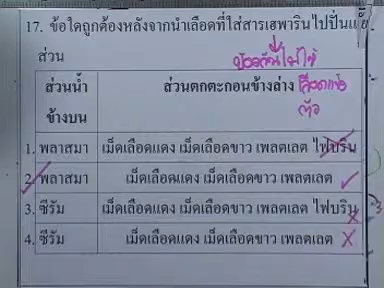 17. ข้อใดถูกต้องหลังจากนำเลือดที่ใส่สารเฮพารินไปปั่นแย
ส่วน
ป้องกันไม่ให้
ส่วนน้ำข้างบน ส่วนตกตะกอนข้างล่าง เลือดแข็งตัว
1. พลาสมา เม็ดเลือดแดง เม็ดเลือดขาว เพลตเลต ไฟบริน
2. พลาสมา เม็ดเลือดแดง เม็ดเลือดขาว เพลตเลต
3. ซีรัม เม็ดเลือดแดง เม็ดเลือดขาว เพลตเลต ไฟบริน
4. ซีรัม เม็ดเลือดแดง เม็ดเลือดขาว เพลตเลต